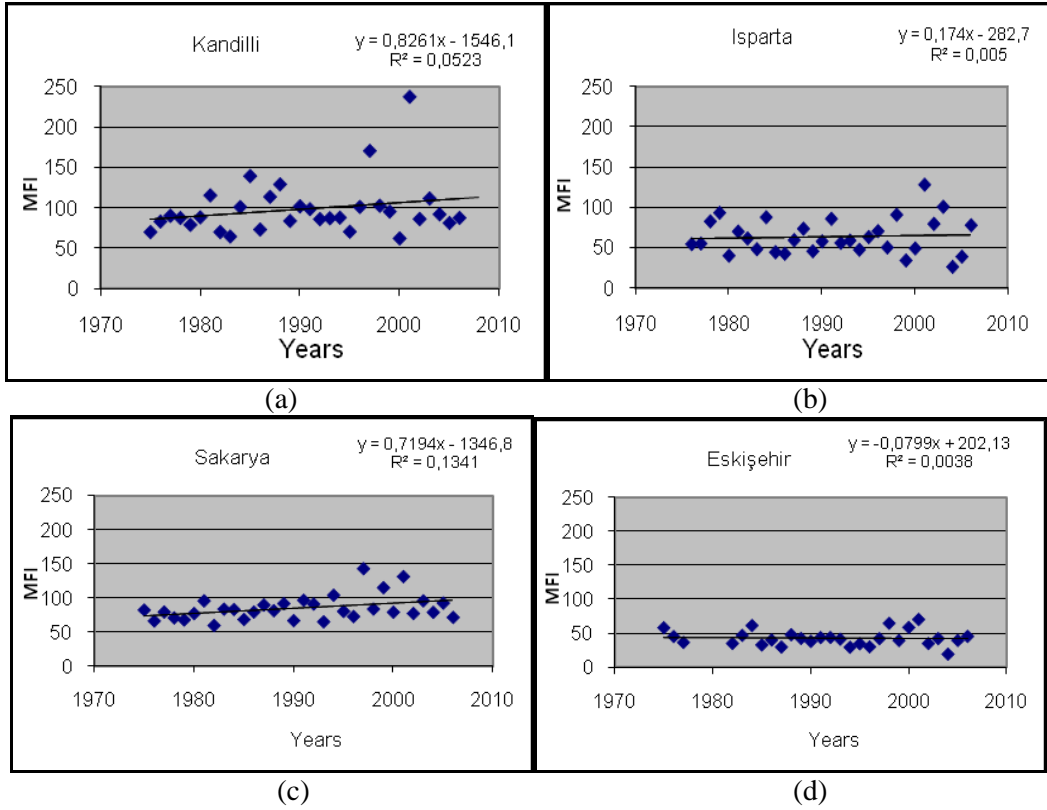 Kandilli
y = 0,8261x - 1546,1
R² = 0,0523
250
200
150
100
50
0
MFI
1970 1980 1990 2000 2010
Years
(a)
Isparta
y = 0,174x - 282,7
R² = 0,005
250
200
150
100
50
0
MFI
1970 1980 1990 2000 2010
Years
(b)
Sakarya
y = 0,7194x - 1346,8
R² = 0,1341
250
200
150
100
50
0
MFI
1970 1980 1990 2000 2010
Years
(c)
Eskişehir
y = -0,0799x + 202,13
R² = 0,0038
250
200
150
100
50
0
MFI
1970 1980 1990 2000 2010
Years
(d)